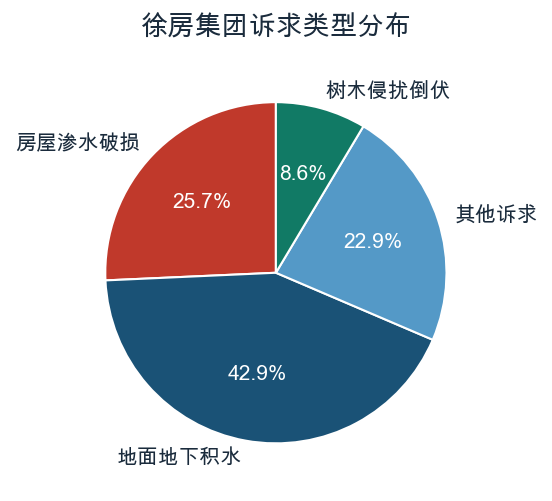 徐房集团诉求类型分布
树木侵扰倒伏
房屋渗水破损
8.6%
25.7%
其他诉求
22.9%
42.9%
地面地下积水